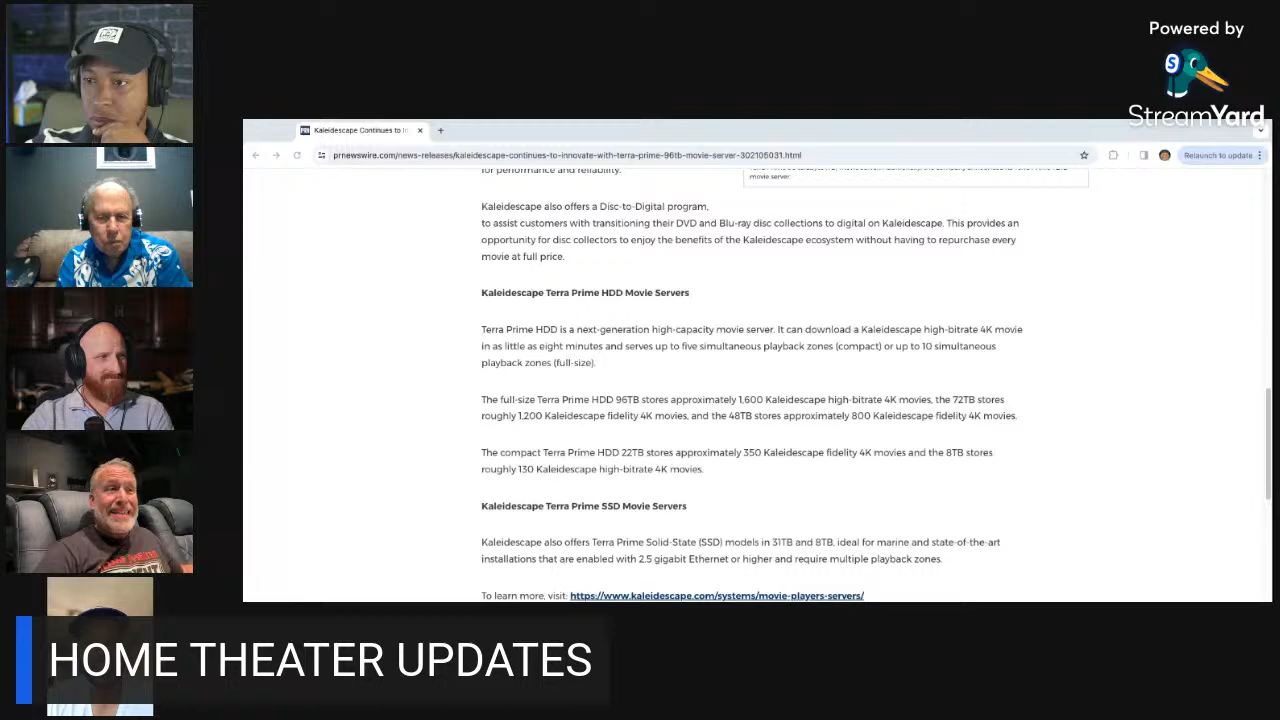 Powered by
StreamYard
Kaleidescape Continues to In
prnewswire.com/news-releases/kaleidescape-continues-to-innovate-with-terra-prime-96tb-movie-server-302105031.html
Relaunch to update
for performance and reliability.
movie server.
Kaleidescape also offers a Disc-to-Digital program,
to assist customers with transitioning their DVD and Blu-ray disc collections to digital on Kaleidescape. This provides an
opportunity for disc collectors to enjoy the benefits of the Kaleidescape ecosystem without having to repurchase every
movie at full price.
Kaleidescape Terra Prime HDD Movie Servers
Terra Prime HDD is a next-generation high-capacity movie server. It can download a Kaleidescape high-bitrate 4K movie
in as little as eight minutes and serves up to five simultaneous playback zones (compact) or up to 10 simultaneous
playback zones (full-size).
The full-size Terra Prime HDD 96TB stores approximately 1,600 Kaleidescape high-bitrate 4K movies, the 72TB stores
roughly 1,200 Kaleidescape fidelity 4K movies, and the 48TB stores approximately 800 Kaleidescape fidelity 4K movies.
The compact Terra Prime HDD 22TB stores approximately 350 Kaleidescape fidelity 4K movies and the 8TB stores
roughly 130 Kaleidescape high-bitrate 4K movies.
Kaleidescape Terra Prime SSD Movie Servers
Kaleidescape also offers Terra Prime Solid-State (SSD) models in 31TB and 8TB, ideal for marine and state-of-the-art
installations that are enabled with 2.5 gigabit Ethernet or higher and require multiple playback zones.
To learn more, visit: https://www.kaleidescape.com/systems/movie-players-servers/
HOME THEATER UPDATES